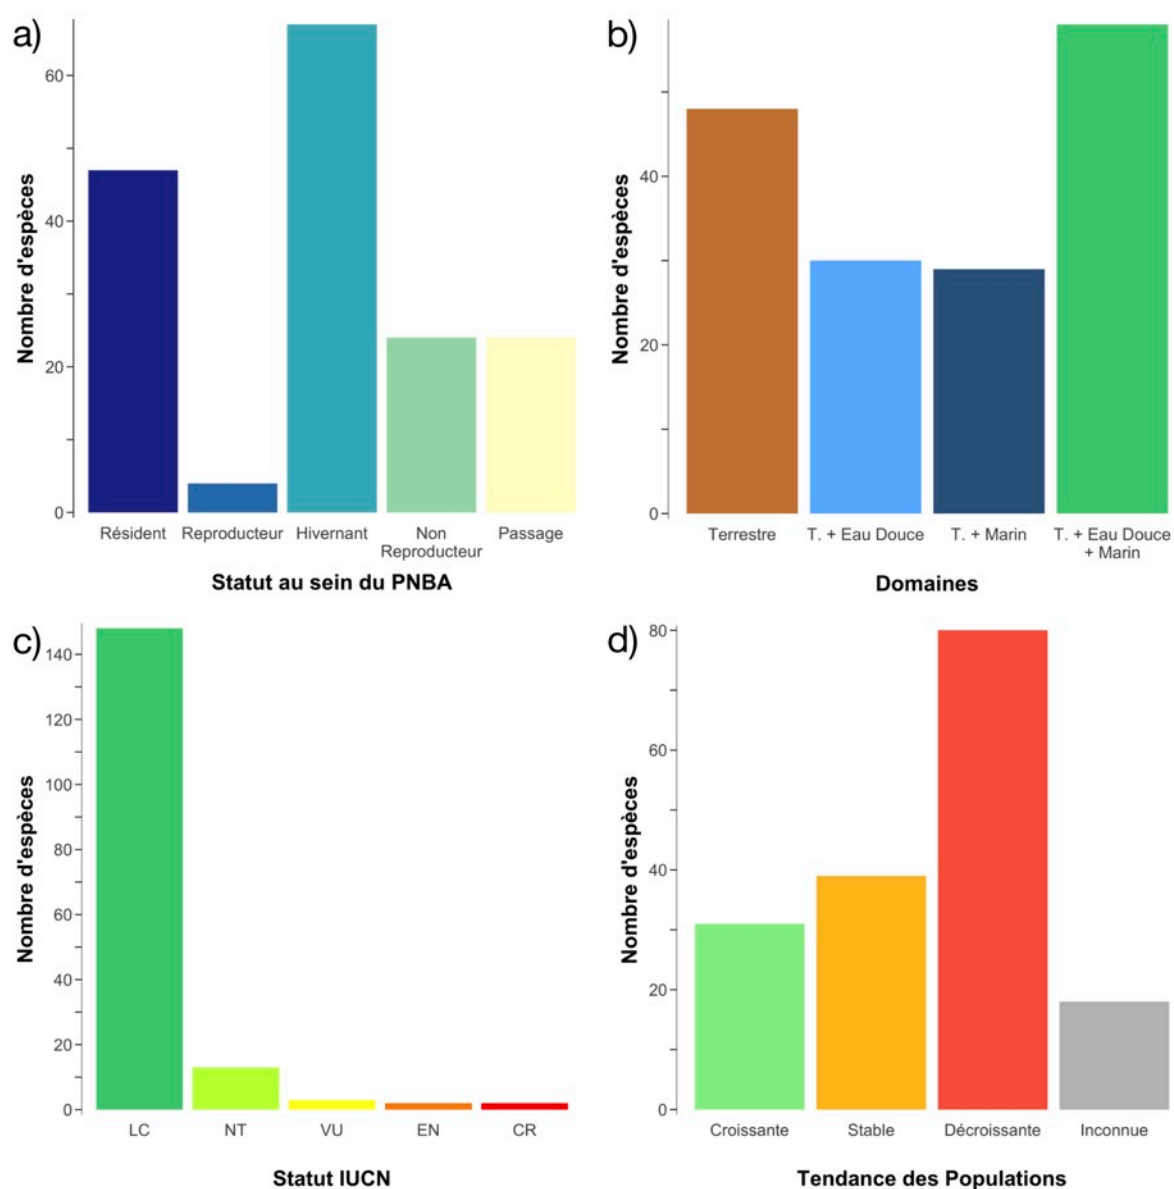 a)
Nombre d'espèces
60
40
20
0
Résident Reproducteur Hivernant Non Passage
Reproducteur
Statut au sein du PNBA
b)
Nombre d'espèces
40
20
0
Terrestre T. + Eau Douce T. + Marin T. + Eau Douce
+ Marin
Domaines
c)
Nombre d'espèces
140
120
100
80
60
40
20
0
LC NT VU EN CR
Statut IUCN
d)
Nombre d'espèces
80
60
40
20
0
Croissante Stable Décroissante Inconnue
Tendance des Populations